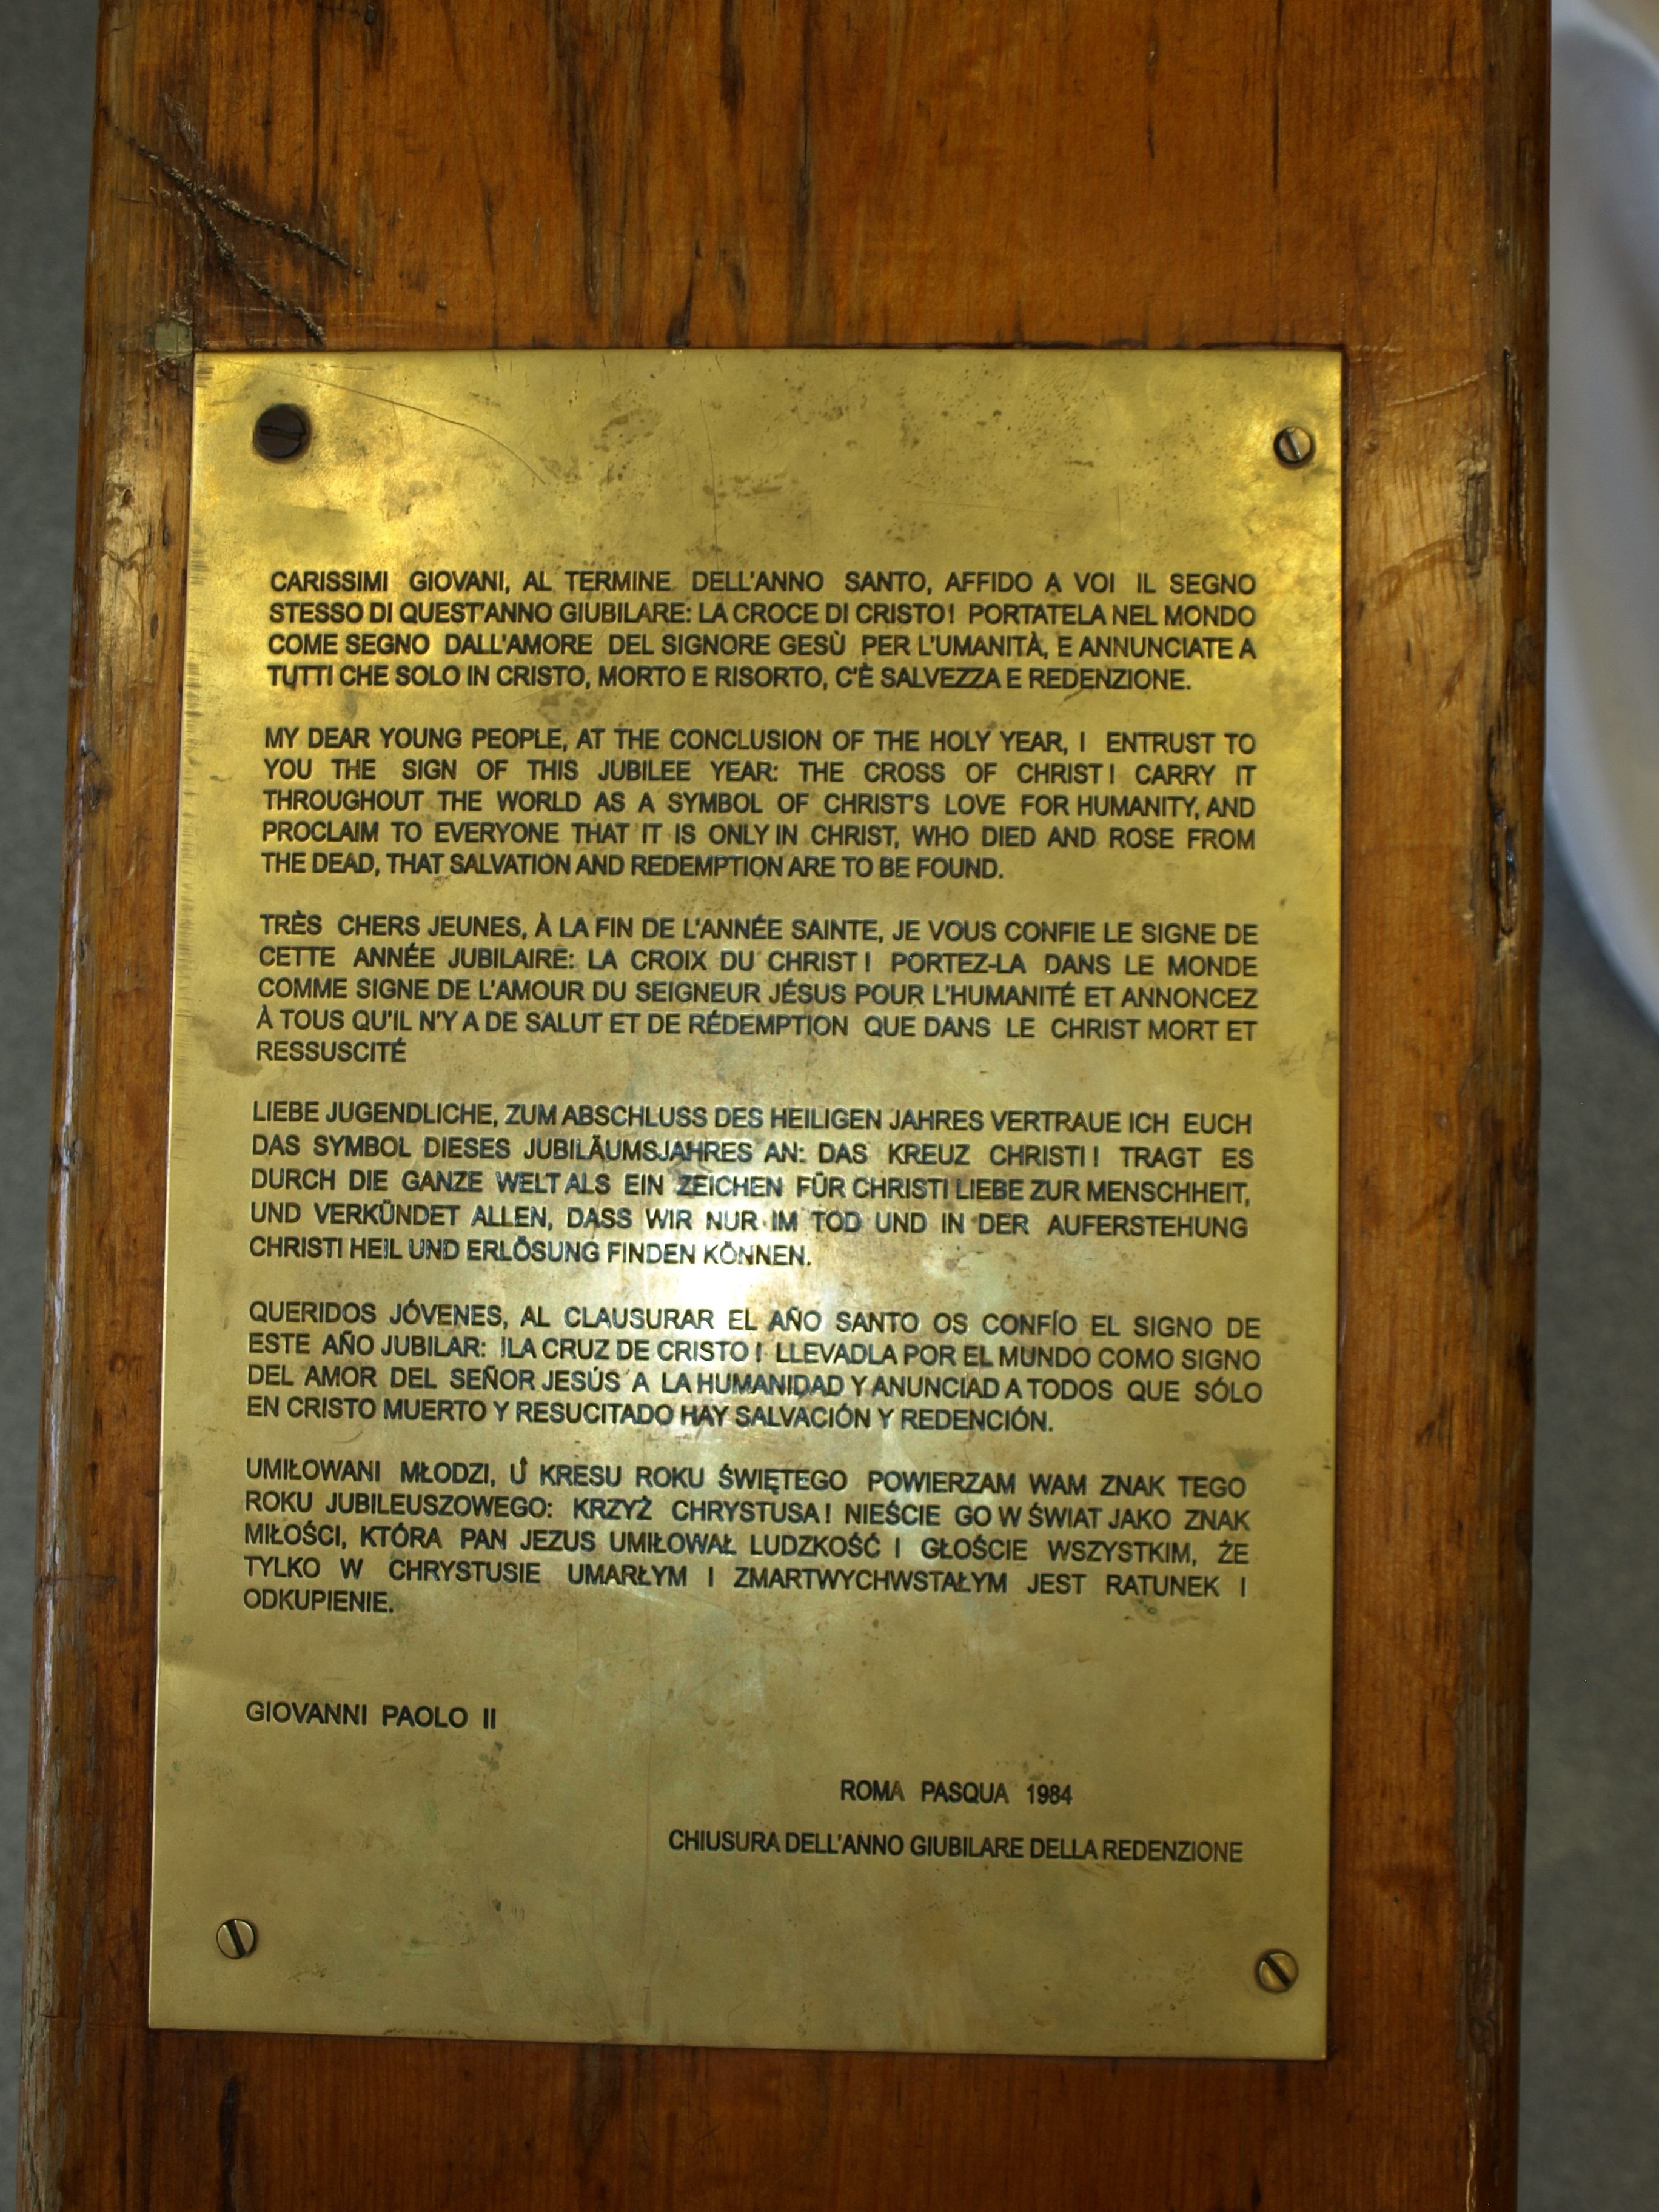 CARISSIMI GIOVANI, AL TERMINE DELL'ANNO SANTO, AFFIDO A VOI IL SEGNO
STESSO DI QUEST'ANNO GIUBILARE: LA CROCE DI CRISTO! PORTATELA NEL MONDO
COME SEGNO DALL'AMORE DEL SIGNORE GESÙ PER L'UMANITÀ, E ANNUNCIATE A
TUTTI CHE SOLO IN CRISTO, MORTO E RISORTO, C'È SALVEZZA E REDENZIONE.
MY DEAR YOUNG PEOPLE, AT THE CONCLUSION OF THE HOLY YEAR, I ENTRUST TO
YOU THE SIGN OF THIS JUBILEE YEAR: THE CROSS OF CHRIST! CARRY IT
THROUGHOUT THE WORLD AS A SYMBOL OF CHRIST'S LOVE FOR HUMANITY, AND
PROCLAIM TO EVERYONE THAT IT IS ONLY IN CHRIST, WHO DIED AND ROSE FROM
THE DEAD, THAT SALVATION AND REDEMPTION ARE TO BE FOUND.
TRÈS CHERS JEUNES, À LA FIN DE L'ANNÉE SAINTE, JE VOUS CONFIE LE SIGNE DE
CETTE ANNÉE JUBILAIRE: LA CROIX DU CHRIST! PORTEZ-LA DANS LE MONDE
COMME SIGNE DE L'AMOUR DU SEIGNEUR JÉSUS POUR L'HUMANITÉ ET ANNONCEZ
À TOUS QU'IL N'Y A DE SALUT ET DE RÉDEMPTION QUE DANS LE CHRIST MORT ET
RESSUSCITÉ
LIEBE JUGENDLICHE, ZUM ABSCHLUSS DES HEILIGEN JAHRES VERTRAUE ICH EUCH
DAS SYMBOL DIESES JUBILÄUMSJAHRES AN: DAS KREUZ CHRISTI! TRAGT ES
DURCH DIE GANZE WELT ALS EIN ZEICHEN FÜR CHRISTI LIEBE ZUR MENSCHHEIT,
UND VERKÜNDET ALLEN, DASS WIR NUR IM TOD UND IN DER AUFERSTEHUNG
CHRISTI HEIL UND ERLÖSUNG FINDEN KÖNNEN.
QUERIDOS JÓVENES, AL CLAUSURAR EL AÑO SANTO OS CONFÍO EL SIGNO DE
ESTE AÑO JUBILAR: ILA CRUZ DE CRISTO! LLEVADLA POR EL MUNDO COMO SIGNO
DEL AMOR DEL SEÑOR JESÚS A LA HUMANIDAD Y ANUNCIAD A TODOS QUE SÓLO
EN CRISTO MUERTO Y RESUCITADO HAY SALVACIÓN Y REDENCIÓN.
UMIŁOWANI MŁODZI, U KRESU ROKU ŚWIĘTEGO POWIERZAM WAM ZNAK TEGO
ROKU JUBILEUSZOWEGO: KRZYŻ CHRYSTUSA! NIEŚCIE GO W ŚWIAT JAKO ZNAK
MIŁOŚCI, KTÓRA PAN JEZUS UMIŁOWAŁ LUDZKOŚĆ I GŁOŚCIE WSZYSTKIM, ŻE
TYLKO W CHRYSTUSIE UMARŁYM I ZMARTWYCHWSTAŁYM JEST RATUNEK I
ODKUPIENIE.
GIOVANNI PAOLO II
ROMA PASQUA 1984
CHIUSURA DELL'ANNO GIUBILARE DELLA REDENZIONE